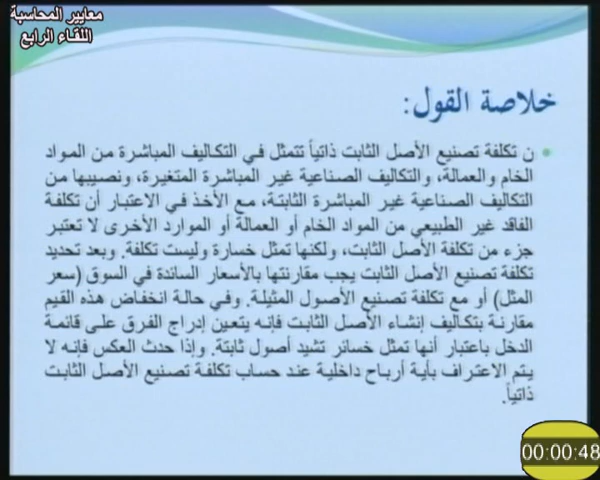 معايير المحاسبة
اللقاء الرابع
خلاصة القول:
ن تكلفة تصنيع الأصل الثابت ذاتياً تتمثل في التكاليف المباشرة من المواد
الخام والعمالة، والتكاليف الصناعية غير المباشرة المتغيرة، ونصيبها من
التكاليف الصناعية غير المباشرة الثابتة، مع الأخذ في الاعتبار أن تكلفة
الفاقد غير الطبيعي من المواد الخام أو العمالة أو الموارد الأخرى لا تعتبر
جزء من تكلفة الأصل الثابت، ولكنها تمثل خسارة وليست تكلفة. وبعد تحديد
تكلفة تصنيع الأصل الثابت يجب مقارنتها بالأسعار السائدة في السوق (سعر
المثل) أو مع تكلفة تصنيع الأصول المثيلة. وفي حالة انخفاض هذه القيم
مقارنة بتكاليف إنشاء الأصل الثابت فإنه يتعين إدراج الفرق على قائمة
الدخل باعتبار أنها تمثل خسائر تشيد أصول ثابتة. وإذا حدث العكس فإنه لا
يتم الاعتراف بأية أرباح داخلية عند حساب تكلفة تصنيع الأصل الثابت
ذاتياً.
00:00:48